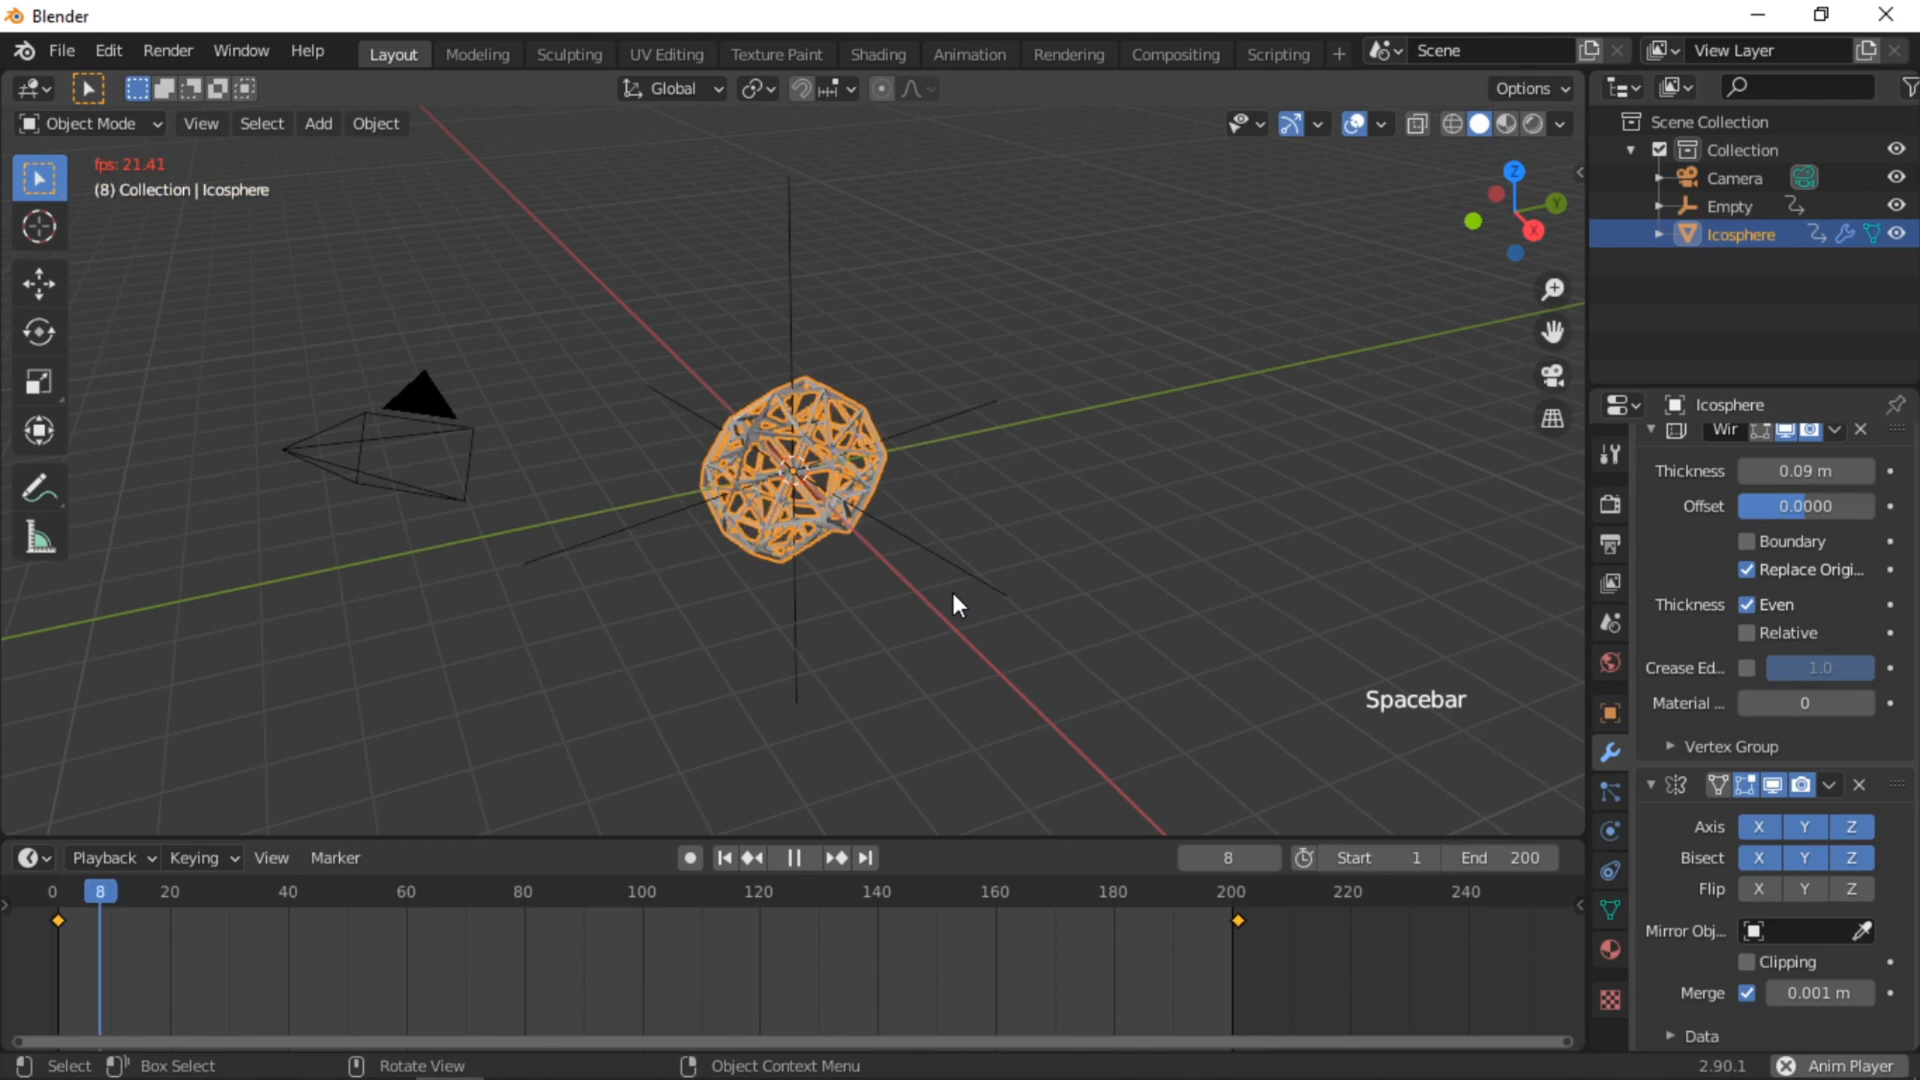 Blender
File Edit Render Window Help Layout Modeling Sculpting UV Editing Texture Paint Shading Animation Rendering Compositing Scripting + Scene View Layer
Global Options
Object Mode View Select Add Object
fps: 21.41
(8) Collection | Icosphere
Z
Y
X
Spacebar
Scene Collection
Collection
Camera
Empty
Icosphere
Icosphere
Wir
Thickness 0.09 m
Offset 0.0000
Boundary
Replace Origi...
Thickness Even
Relative
Crease Ed... 1.0
Material ... 0
Vertex Group
Axis X Y Z
Bisect X Y Z
Flip X Y Z
Mirror Obj...
Clipping
Merge 0.001 m
Data
Playback Keying View Marker 8 Start 1 End 200
0 8 20 40 60 80 100 120 140 160 180 200 220 240
Select Box Select Rotate View Object Context Menu 2.90.1 Anim Player